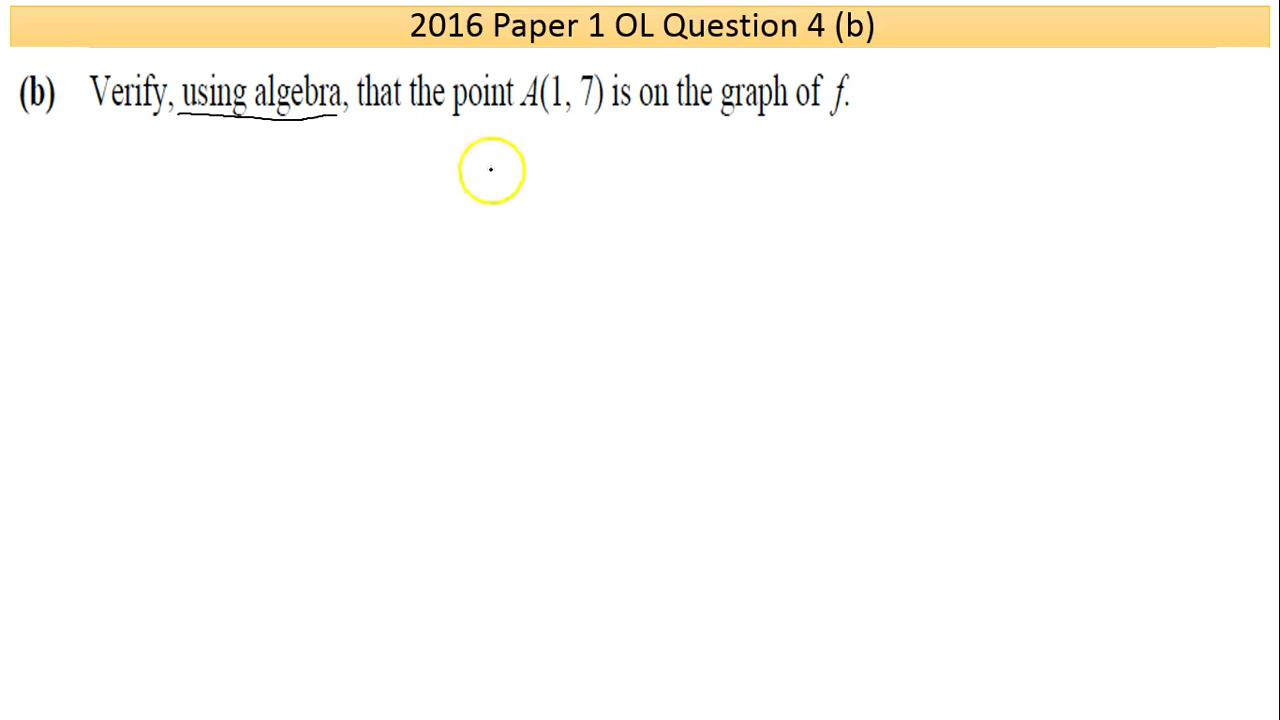 2016 Paper 1 OL Question 4 (b)
(b) Verify, using algebra, that the point A(1, 7) is on the graph of f.